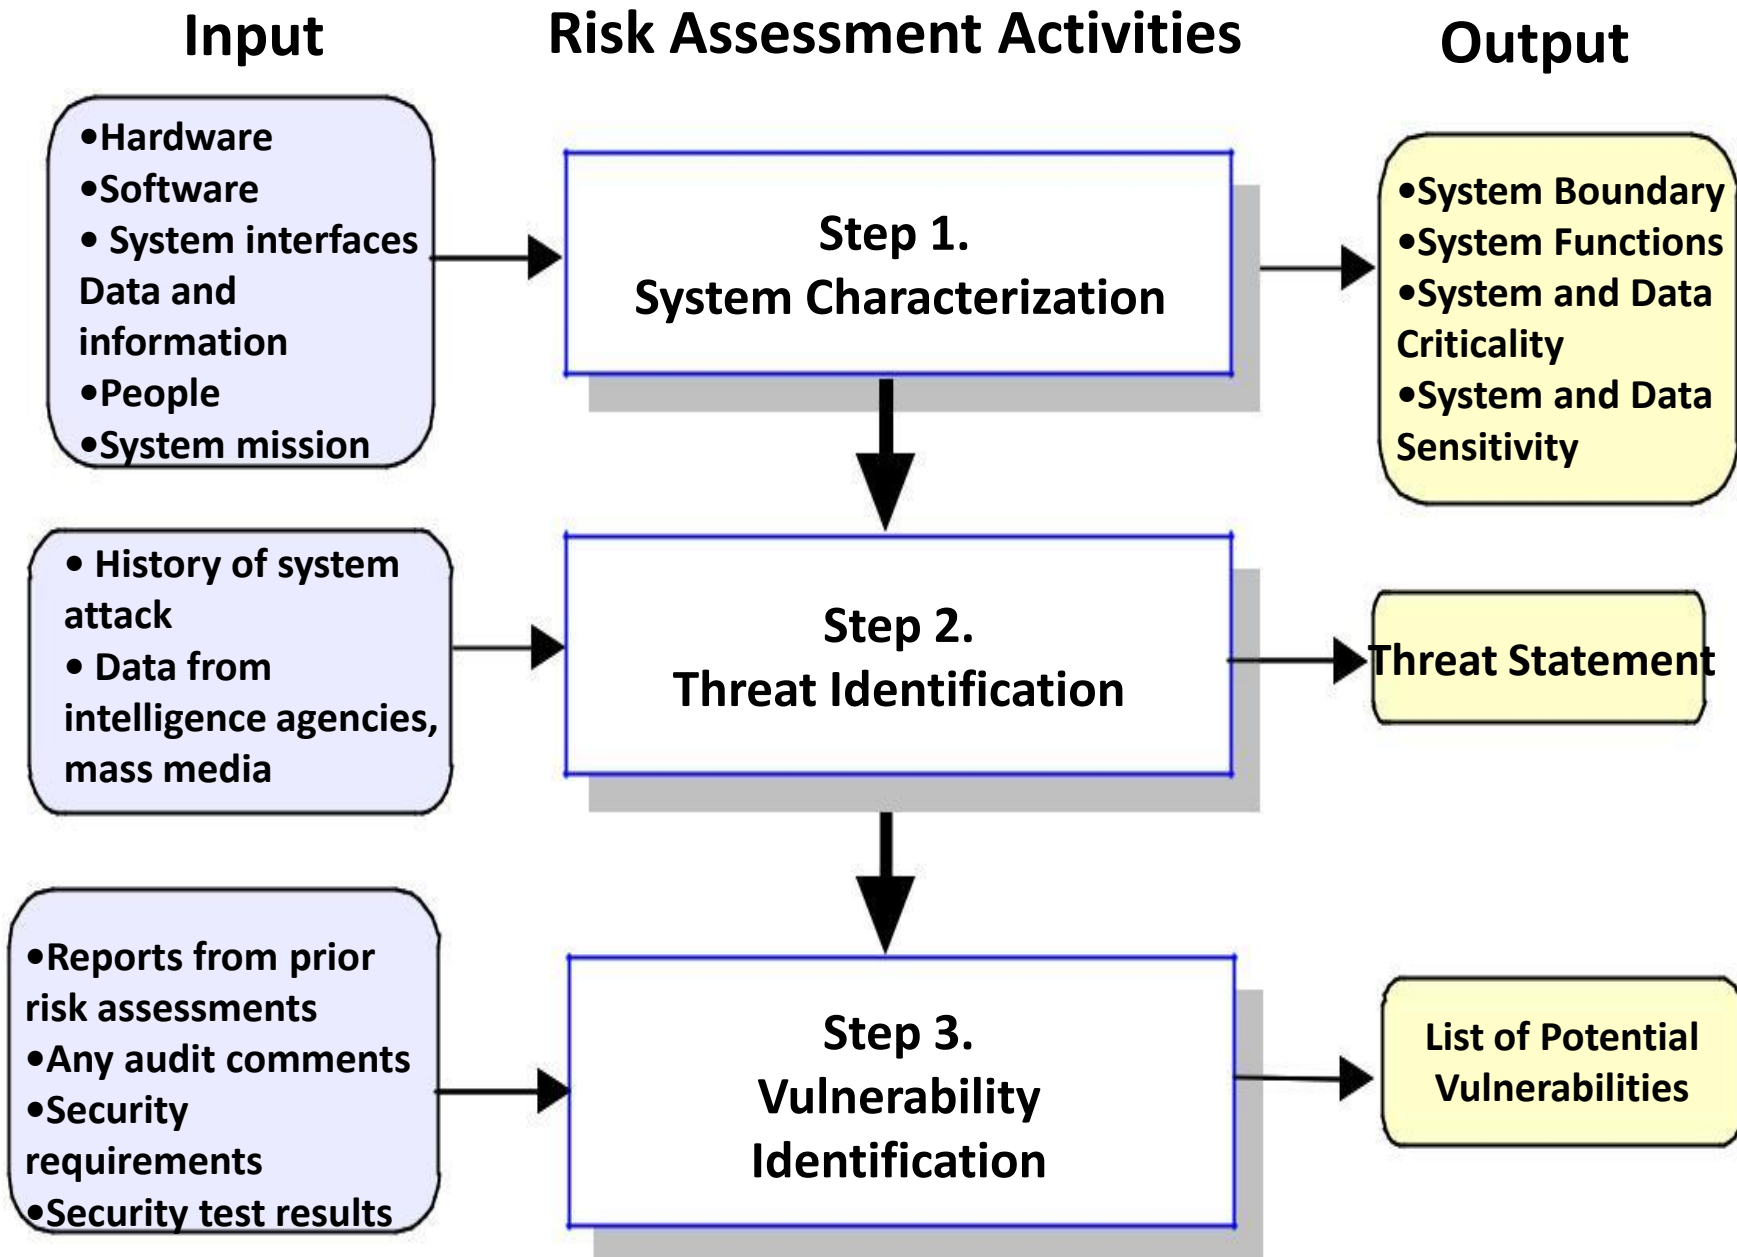 Input
Risk Assessment Activities
Output
•Hardware
•Software
• System interfaces
Data and
information
•People
•System mission
Step 1.
System Characterization
•System Boundary
•System Functions
•System and Data
Criticality
•System and Data
Sensitivity
• History of system
attack
• Data from
intelligence agencies,
mass media
Step 2.
Threat Identification
Threat Statement
•Reports from prior
risk assessments
•Any audit comments
•Security
requirements
•Security test results
Step 3.
Vulnerability
Identification
List of Potential
Vulnerabilities